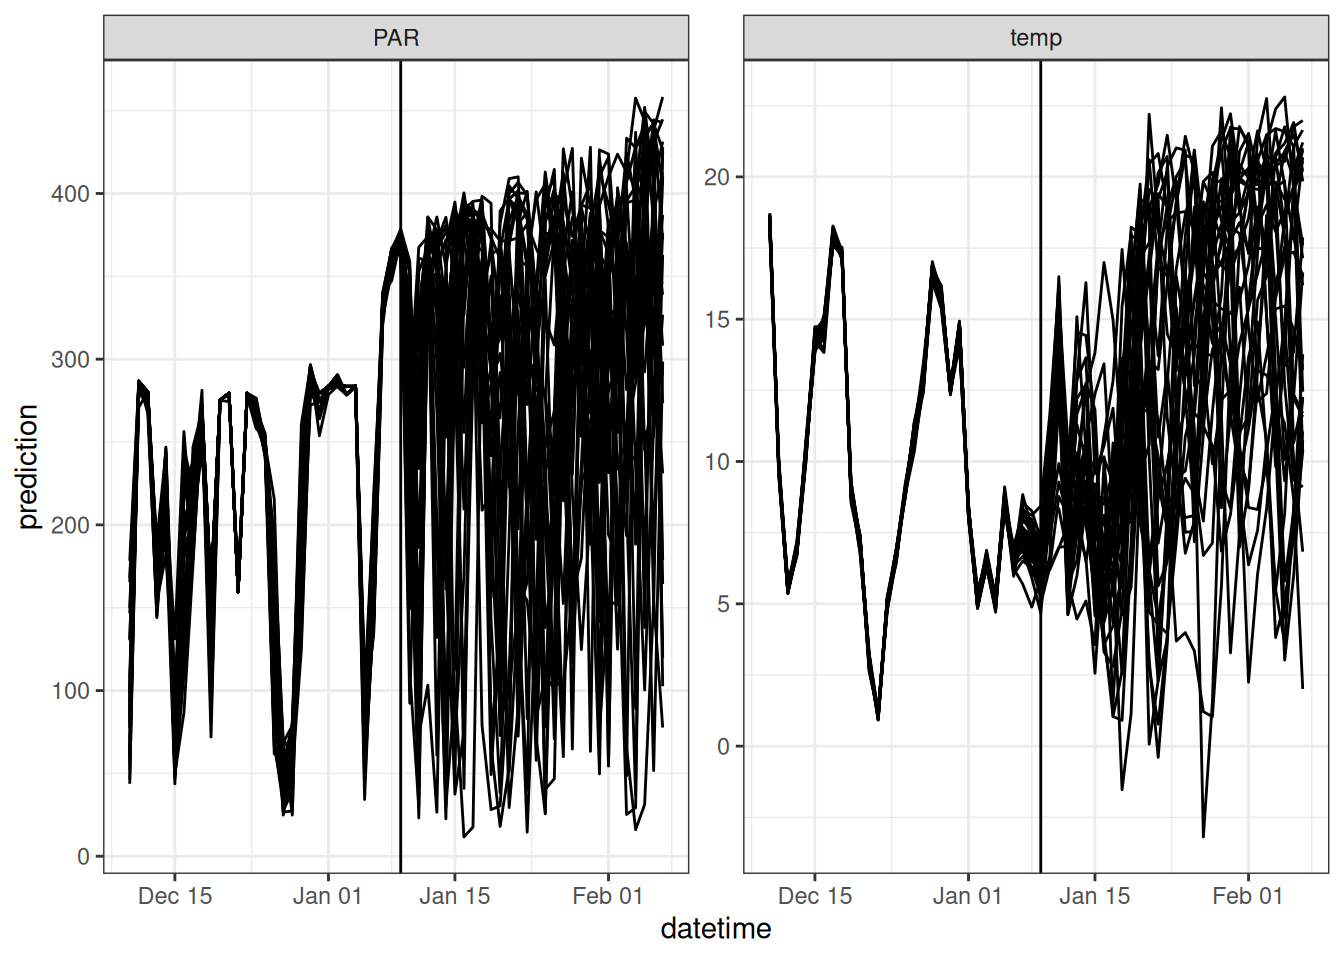 PAR
temp
prediction
400
300
200
100
0
20
15
10
5
0
Dec 15
Jan 01
Jan 15
Feb 01
Dec 15
Jan 01
Jan 15
Feb 01
datetime